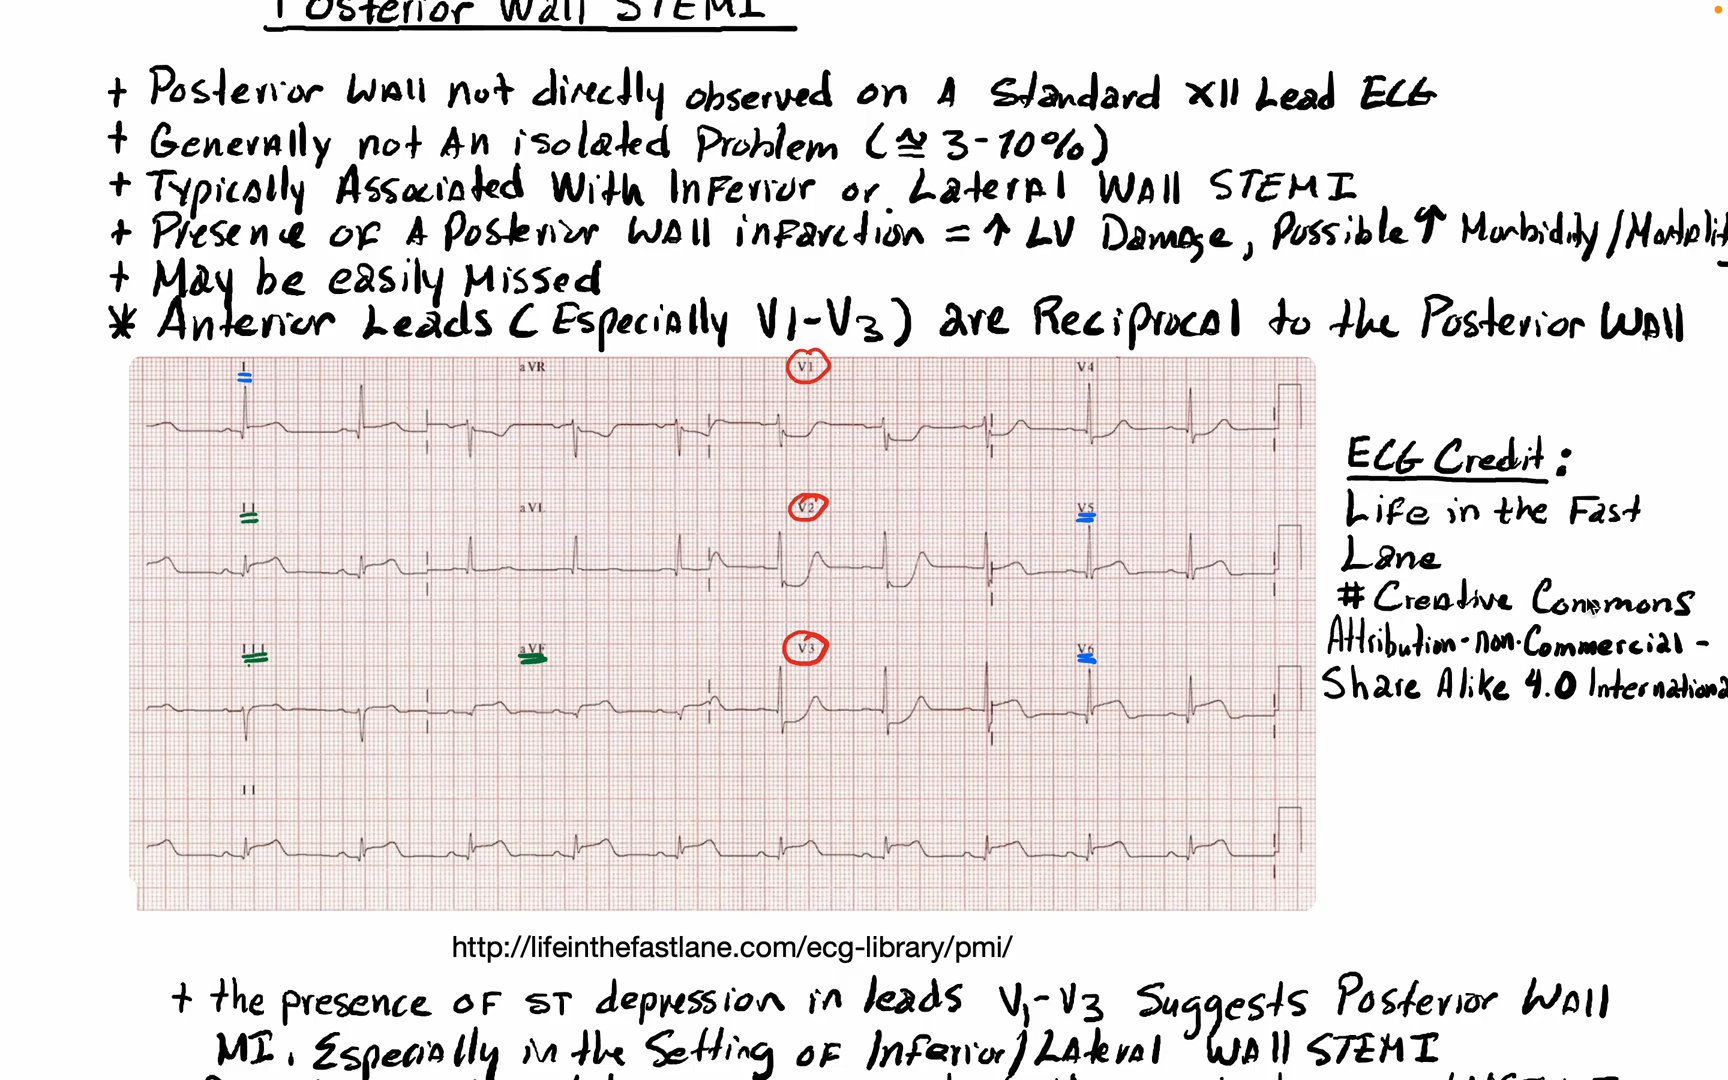 Posterior Wall STEMI
+ Posterior Wall not directly observed on A Standard XII Lead ECG
+ Generally not An isolated Problem (≅ 3-10%)
+ Typically Associated With Inferior or Lateral Wall STEMI
+ Presence of A Posterior Wall infarction = ↑ LV Damage, Possible ↑ Morbidity/Mortality
+ May be easily Missed
* Anterior Leads (Especially V1-V3) are Reciprocal to the Posterior Wall
I aVR V1 V4
II aVL V2 V5
III aVF V3 V6
II
ECG Credit:
Life in the Fast
Lane
# Creative Commons
Attribution-non-Commercial-
Share Alike 4.0 International
http://lifeinthefastlane.com/ecg-library/pmi/
+ the presence of ST depression in leads V1-V3 Suggests Posterior Wall
MI. Especially in the Setting of Inferior/Lateral Wall STEMI